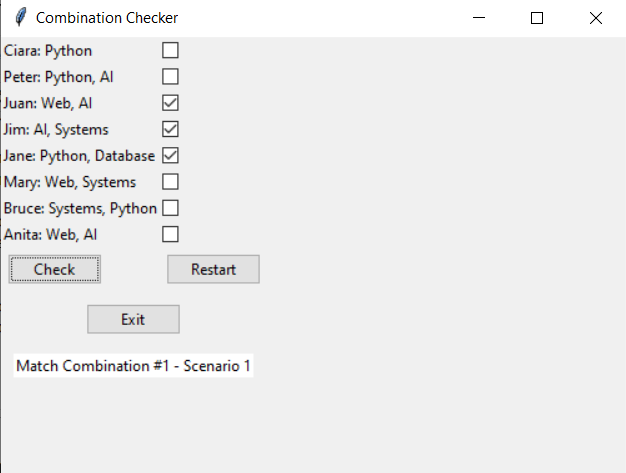 Combination Checker
Ciara: Python
Peter: Python, AI
Juan: Web, AI
Jim: AI, Systems
Jane: Python, Database
Mary: Web, Systems
Bruce: Systems, Python
Anita: Web, AI
Check Restart
Exit
Match Combination #1 - Scenario 1